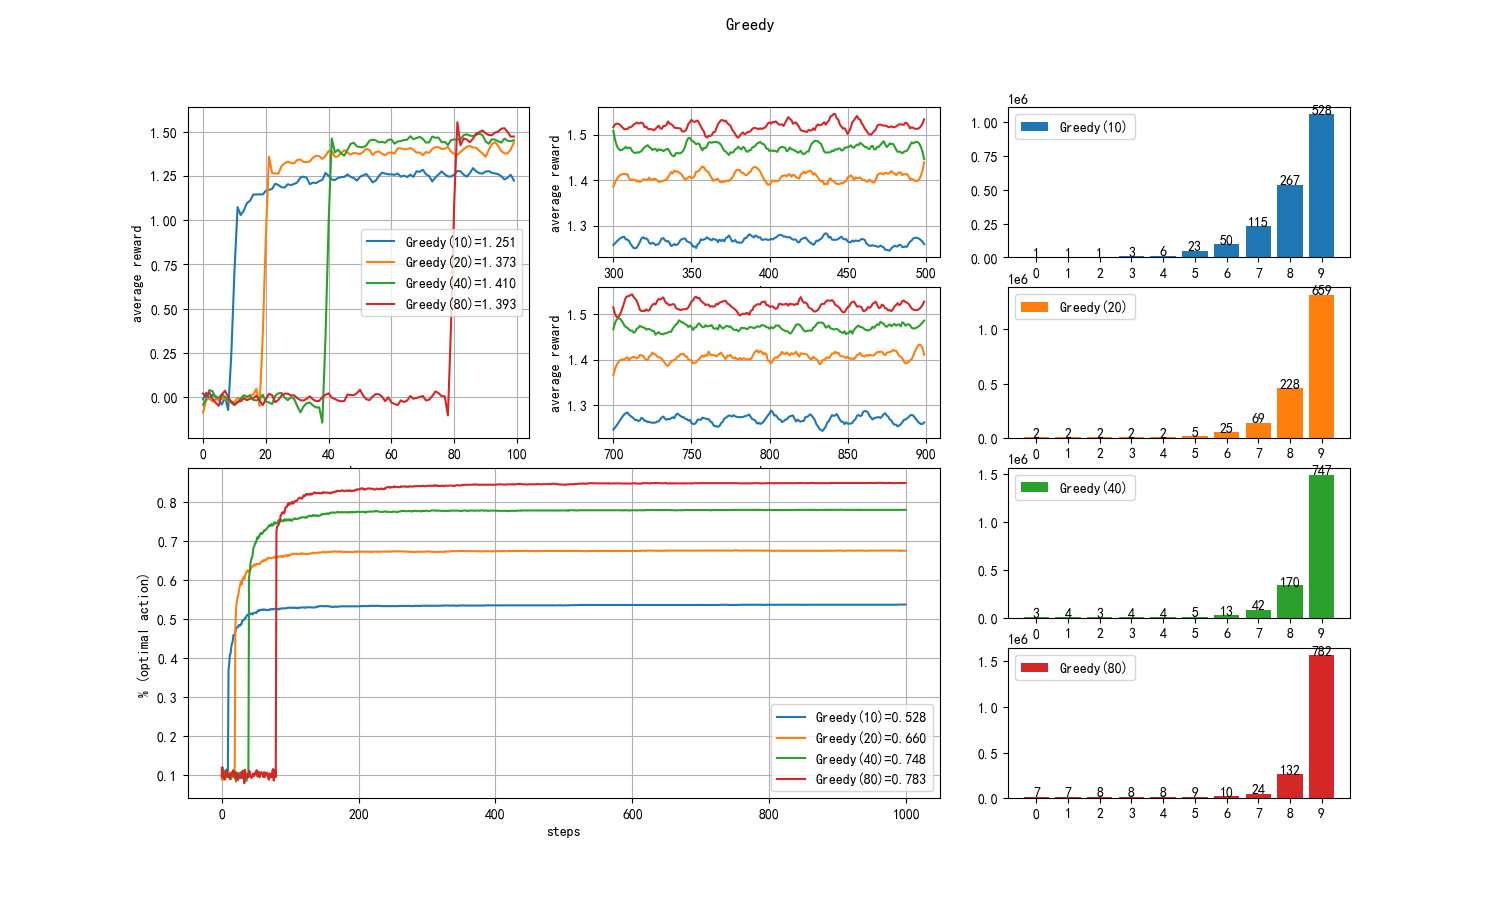 Greedy
average reward
1.50
1.25
1.00
0.75
0.50
0.25
0.00
0 20 40 60 80 100
Greedy(10)=1.251
Greedy(20)=1.373
Greedy(40)=1.410
Greedy(80)=1.393
average reward
1.5
1.4
1.3
300 350 400 450 500
average reward
1.5
1.4
1.3
700 750 800 850 900
% (optimal action)
0.8
0.7
0.6
0.5
0.4
0.3
0.2
0.1
0 200 400 600 800 1000
steps
Greedy(10)=0.528
Greedy(20)=0.660
Greedy(40)=0.748
Greedy(80)=0.783
1e6
1.00
0.75
0.50
0.25
0.00
Greedy(10)
1 1 1 3 6 23 50 115 267 528
0 1 2 3 4 5 6 7 8 9
1e6
1.0
0.5
0.0
Greedy(20)
2 2 2 2 2 5 25 69 228 659
0 1 2 3 4 5 6 7 8 9
1e6
1.5
1.0
0.5
0.0
Greedy(40)
3 4 3 4 4 5 13 42 170 747
0 1 2 3 4 5 6 7 8 9
1e6
1.5
1.0
0.5
0.0
Greedy(80)
7 7 8 8 8 9 10 24 132 782
0 1 2 3 4 5 6 7 8 9